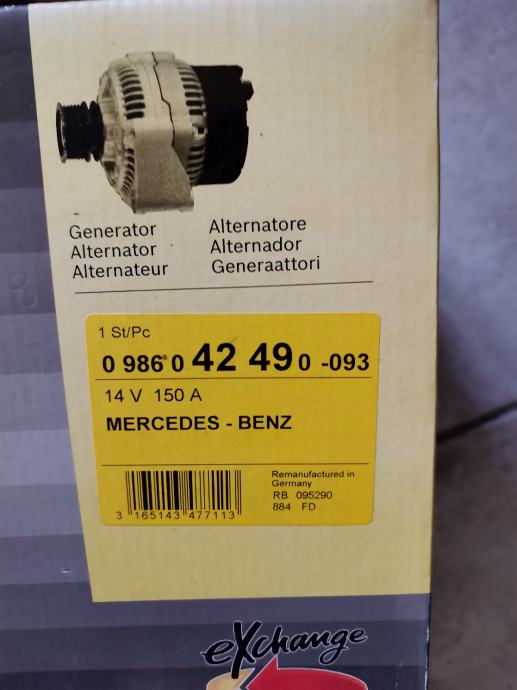 Generator Alternatore
Alternator Alternador
Alternateur Generaattori
1 St/Pc
0 986 0 42 49 0 -093
14 V 150 A
MERCEDES - BENZ
Remanufactured in
Germany
RB 095290
884 FD
3 165143 477113
eXchange